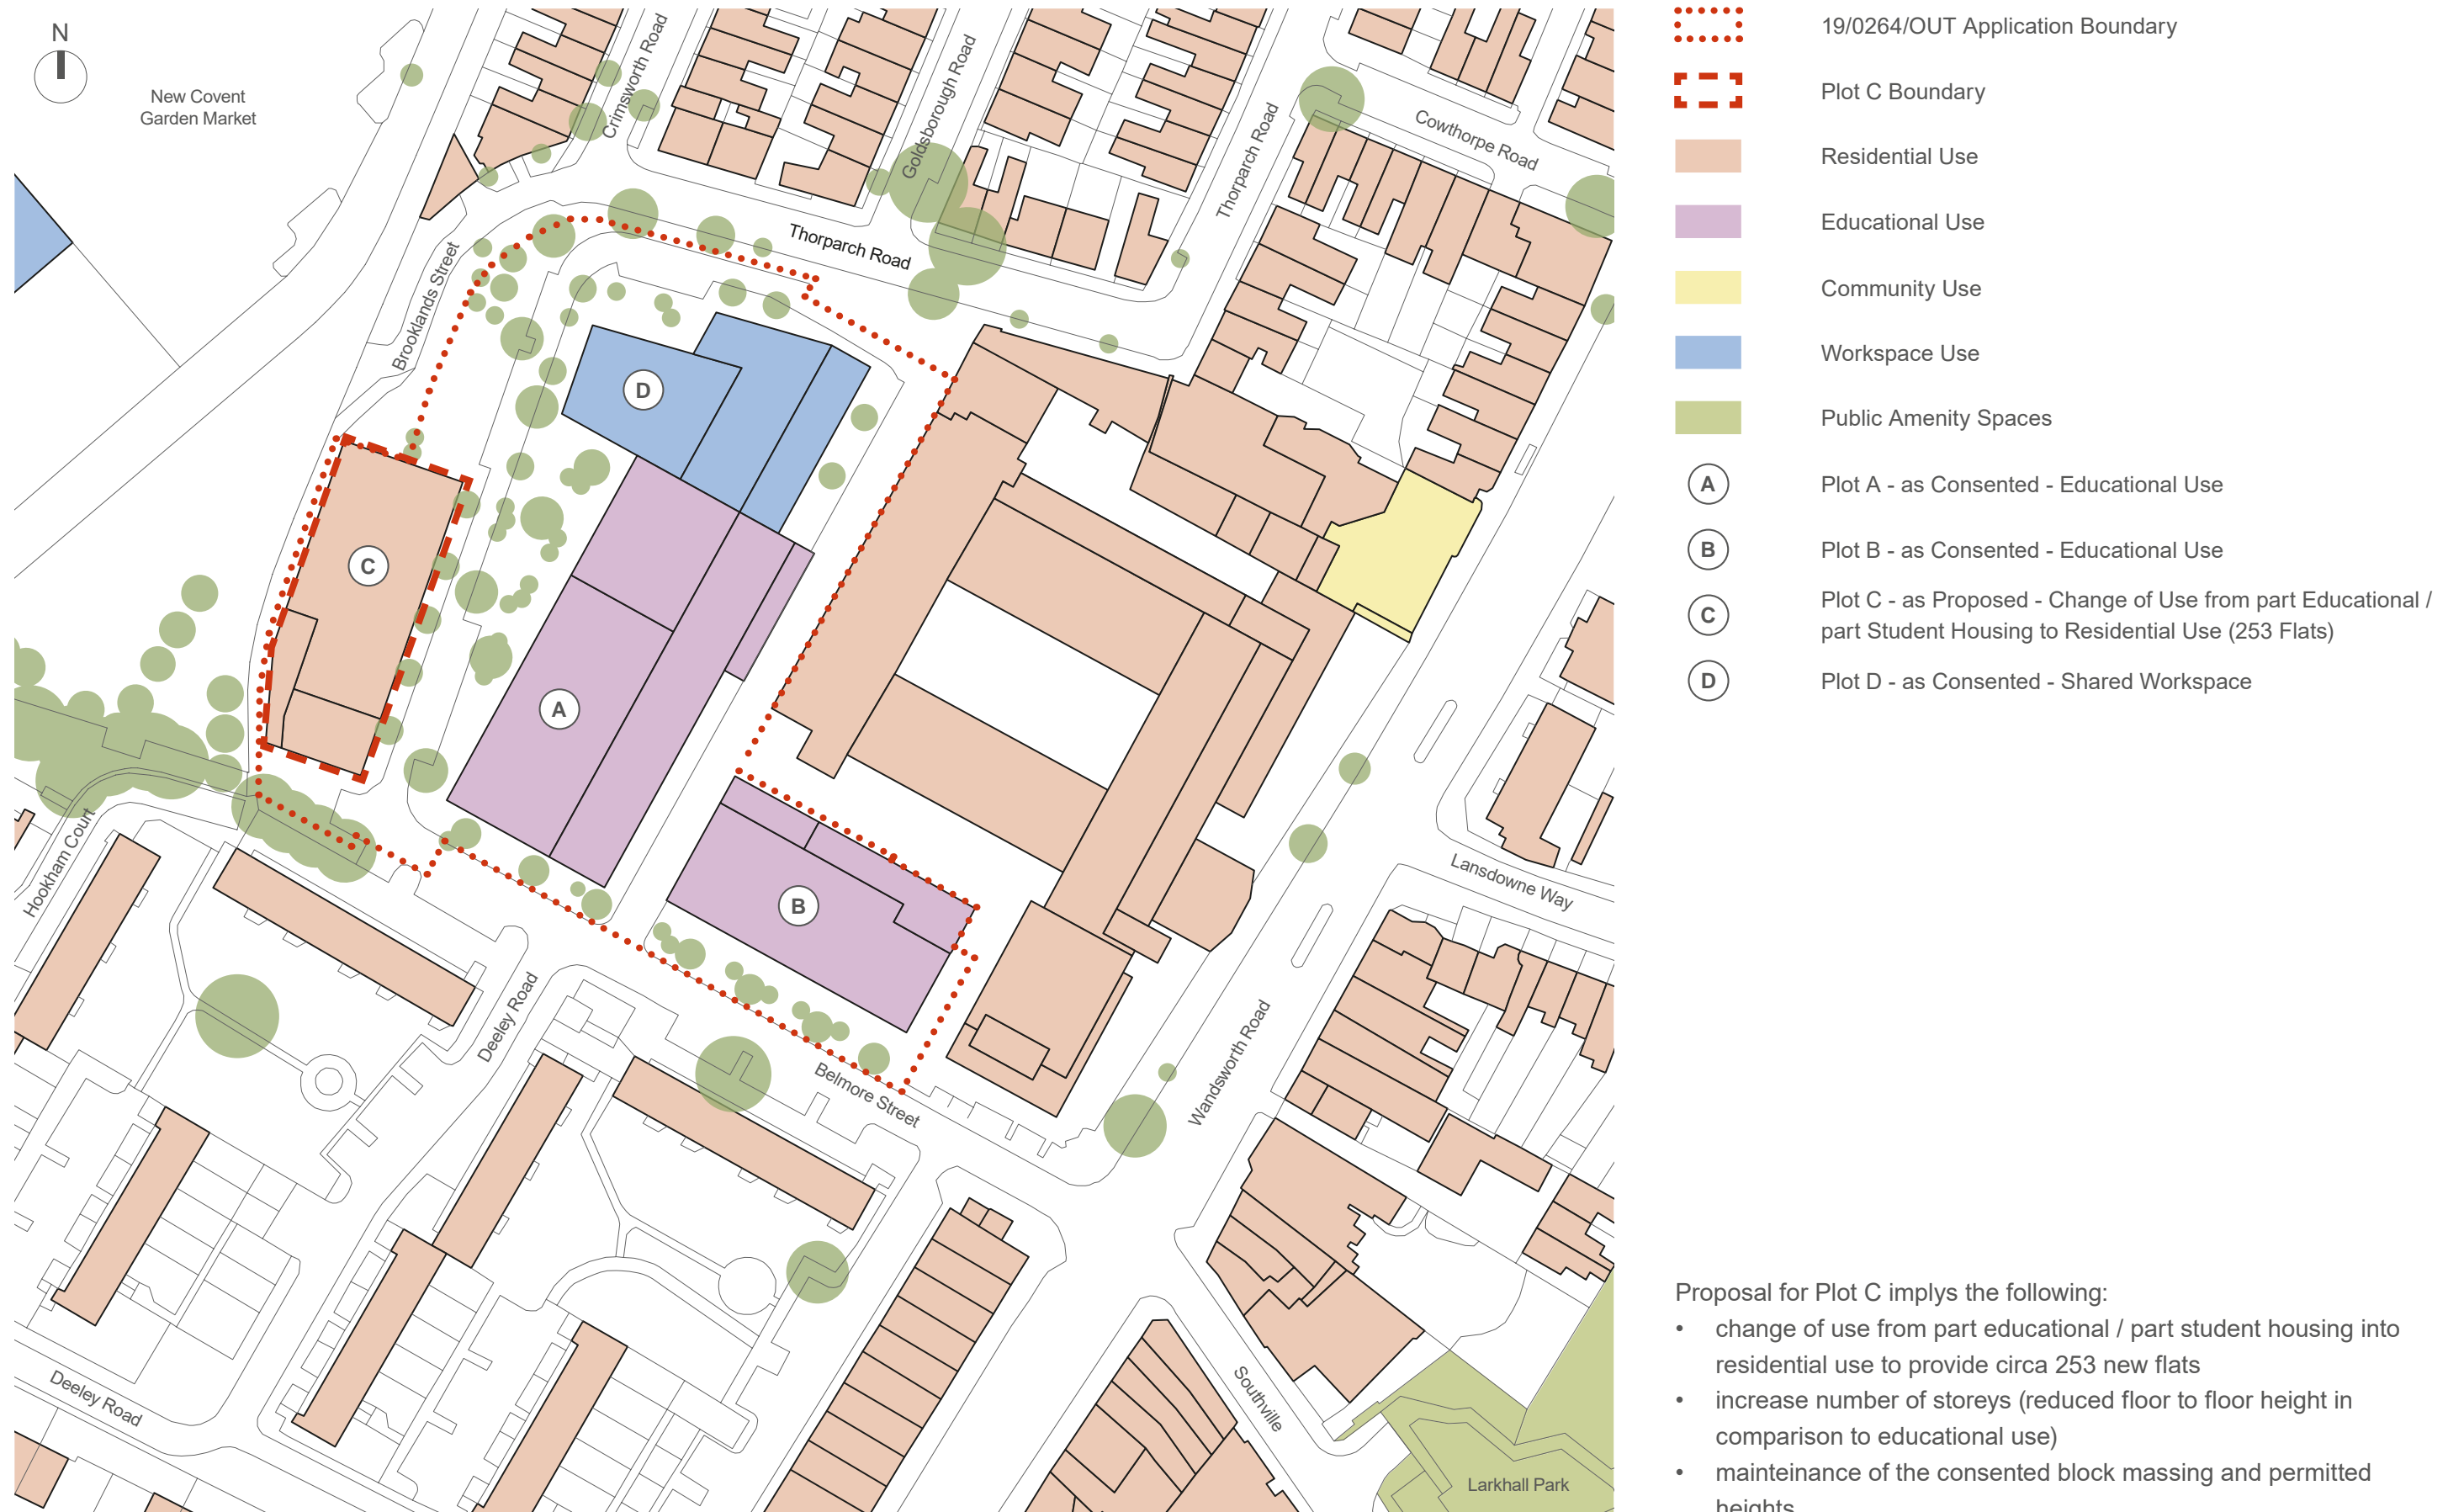 N
New Covent
Garden Market
Crimsworth Road
Goldsborough Road
Thorparch Road
Cowthorpe Road
Thorparch Road
Brooklands Street
D
C
A
B
Hookham Court
Deeley Road
Belmore Street
Wandsworth Road
Lansdowne Way
Deeley Road
Southville
Larkhall Park
19/0264/OUT Application Boundary
Plot C Boundary
Residential Use
Educational Use
Community Use
Workspace Use
Public Amenity Spaces
A Plot A - as Consented - Educational Use
B Plot B - as Consented - Educational Use
C Plot C - as Proposed - Change of Use from part Educational /
part Student Housing to Residential Use (253 Flats)
D Plot D - as Consented - Shared Workspace
Proposal for Plot C implys the following:
• change of use from part educational / part student housing into
residential use to provide circa 253 new flats
• increase number of storeys (reduced floor to floor height in
comparison to educational use)
• mainteinance of the consented block massing and permitted
heights